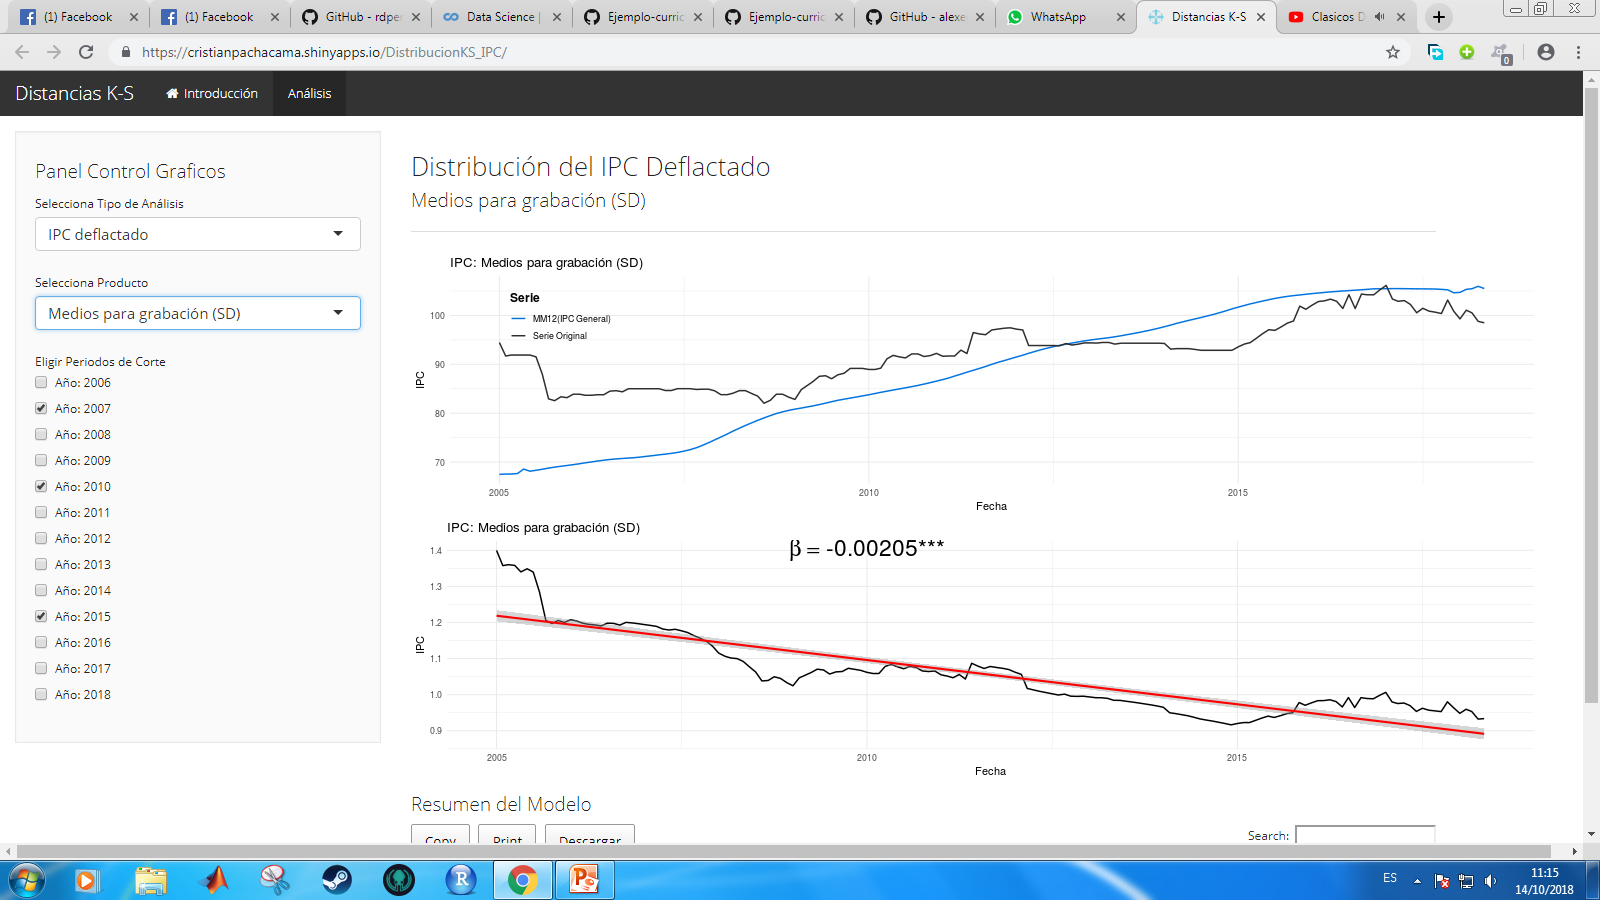 (1) Facebook
(1) Facebook
GitHub - rdpe
Data Science |
Ejemplo-curric
Ejemplo-curric
GitHub - alexe
WhatsApp
Distancias K-S
Clasicos D
https://cristianpachacama.shinyapps.io/DistribucionKS_IPC/
0
Distancias K-S
Introducción
Análisis
Panel Control Graficos
Selecciona Tipo de Análisis
IPC deflactado
Selecciona Producto
Medios para grabación (SD)
Eligir Periodos de Corte
Año: 2006
Año: 2007
Año: 2008
Año: 2009
Año: 2010
Año: 2011
Año: 2012
Año: 2013
Año: 2014
Año: 2015
Año: 2016
Año: 2017
Año: 2018
Distribución del IPC Deflactado
Medios para grabación (SD)
IPC: Medios para grabación (SD)
Serie
MM12(IPC General)
Serie Original
IPC
100
90
80
70
2005
2010
2015
Fecha
IPC: Medios para grabación (SD)
β = -0.00205***
IPC
1.4
1.3
1.2
1.1
1.0
0.9
2005
2010
2015
Fecha
Resumen del Modelo
Copy
Print
Descargar
Search:
ES
11:15
14/10/2018